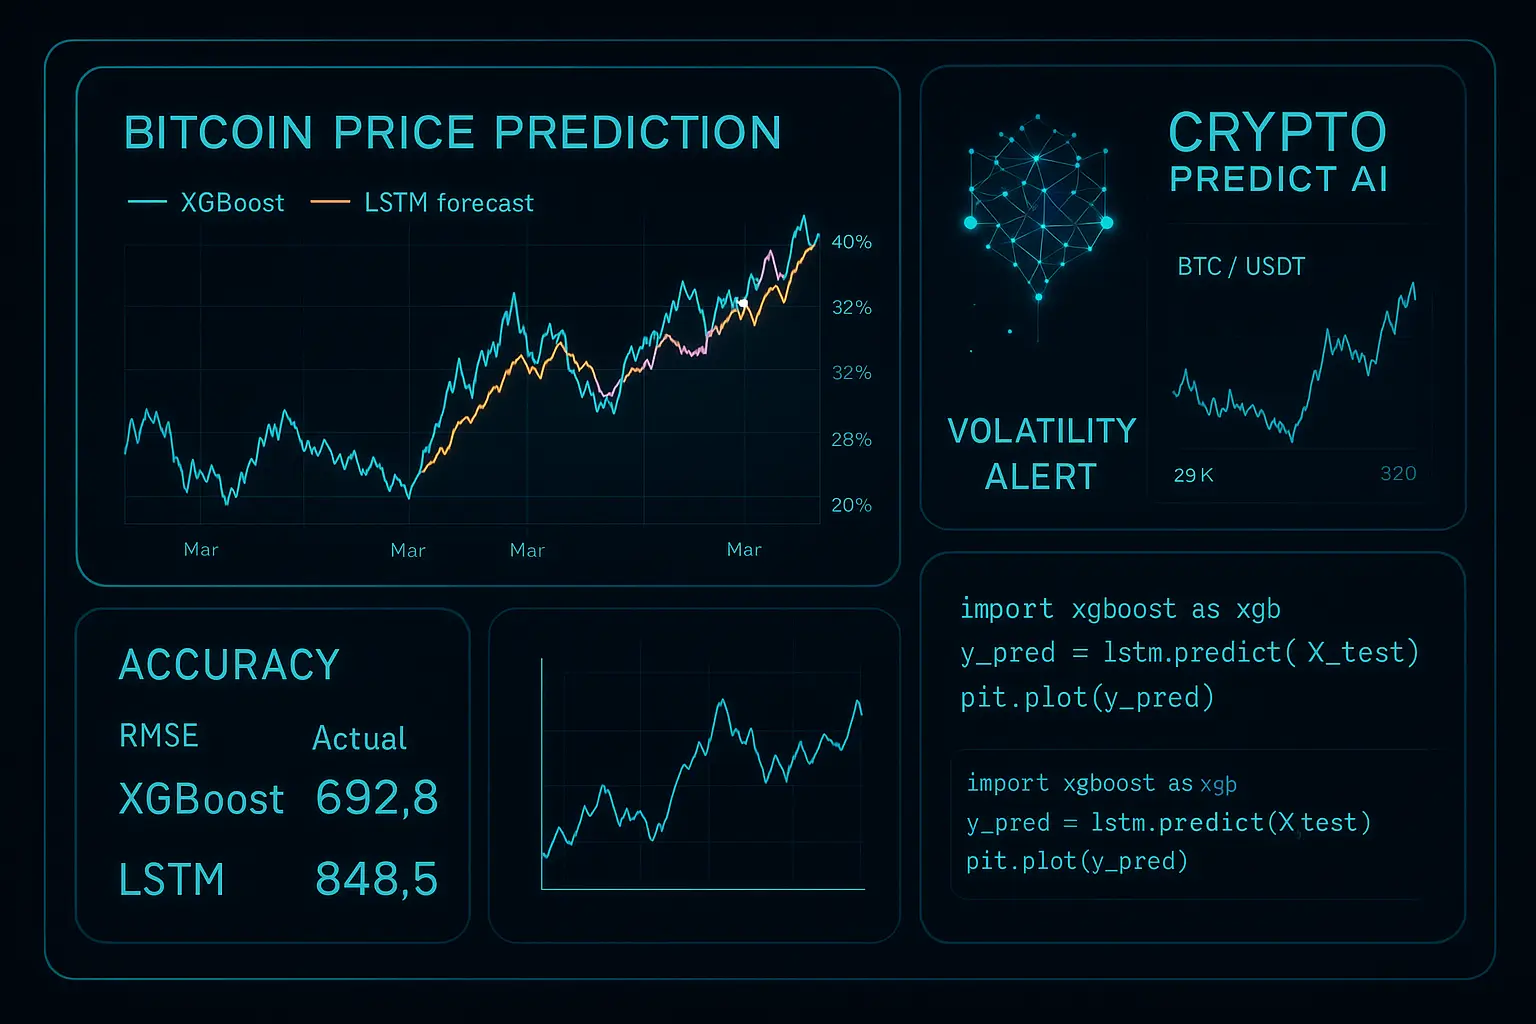 BITCOIN PRICE PREDICTION
XGBoost LSTM forecast
40%
32%
32%
28%
20%
Mar Mar Mar Mar
CRYPTO
PREDICT AI
BTC / USDT
29K 320
VOLATILITY
ALERT
ACCURACY
RMSE Actual
XGBoost 692,8
LSTM 848,5
import xgboost as xgb
y_pred = lstm.predict( X_test)
pit.plot(y_pred)
import xgboost as xgb
y_pred = lstm.predict(X test)
pit.plot(y_pred)